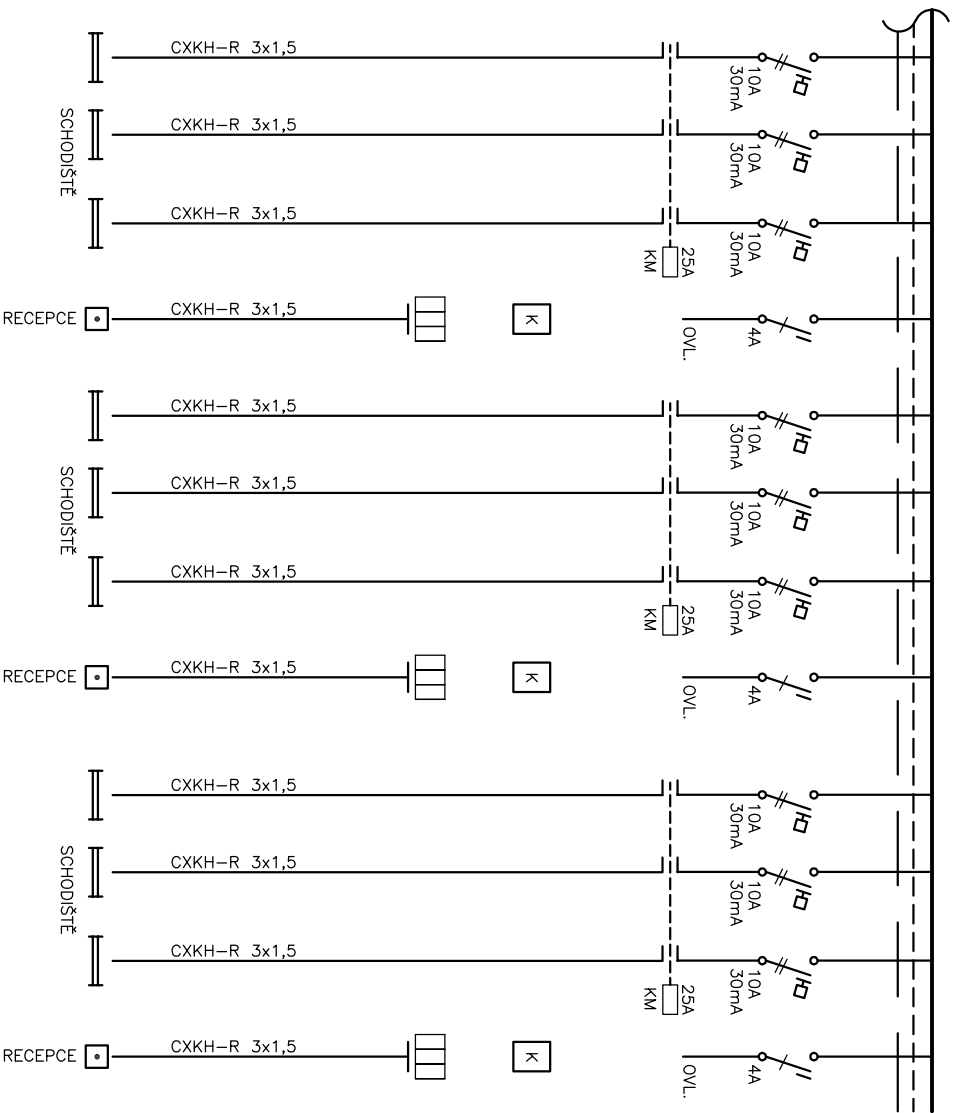 CXKH-R 3x1,5
10A
30mA
SCHODIŠTĚ
CXKH-R 3x1,5
10A
30mA
CXKH-R 3x1,5
10A
30mA
25A
KM
RECEPCE
CXKH-R 3x1,5
K
OVL.
4A
CXKH-R 3x1,5
10A
30mA
SCHODIŠTĚ
CXKH-R 3x1,5
10A
30mA
CXKH-R 3x1,5
10A
30mA
25A
KM
RECEPCE
CXKH-R 3x1,5
K
OVL.
4A
CXKH-R 3x1,5
10A
30mA
SCHODIŠTĚ
CXKH-R 3x1,5
10A
30mA
CXKH-R 3x1,5
10A
30mA
25A
KM
RECEPCE
CXKH-R 3x1,5
K
OVL.
4A